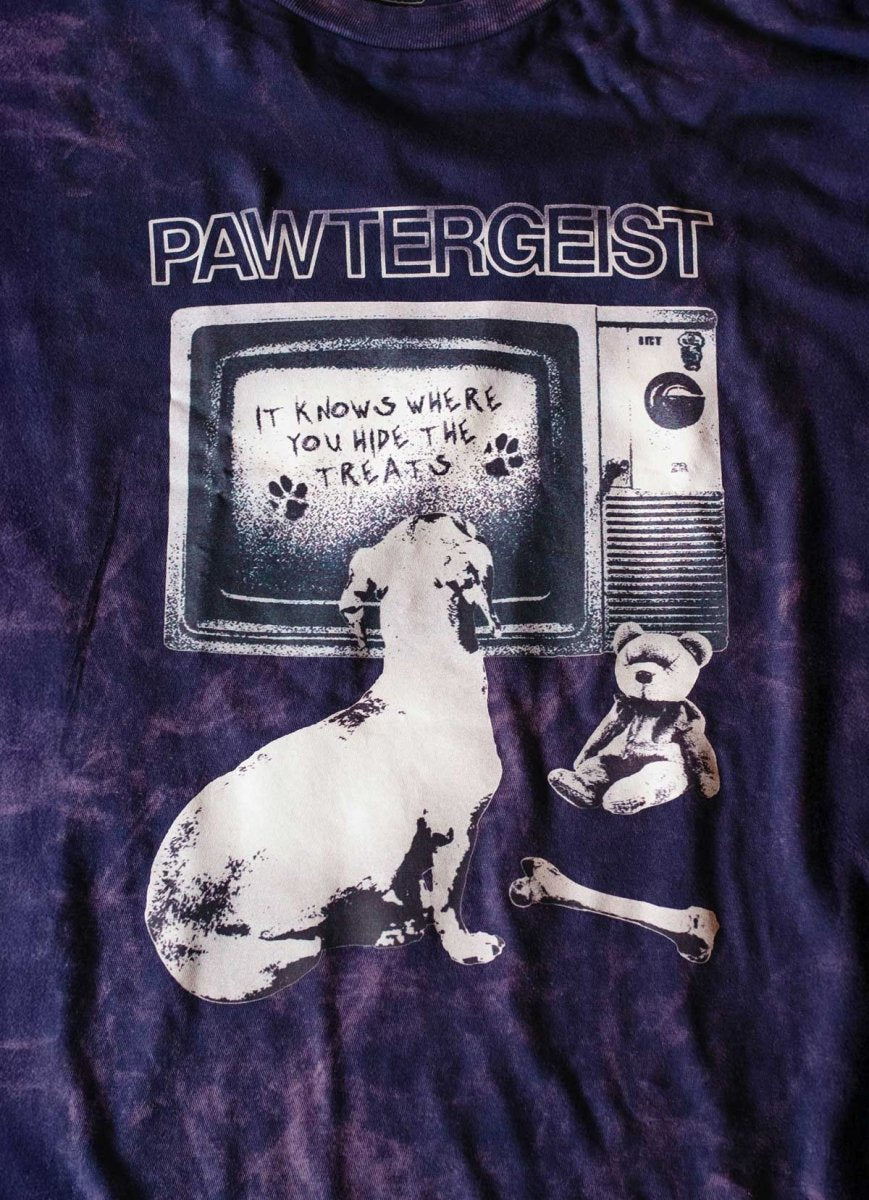 PAWTERGEIST
IT KNOWS WHERE
YOU HIDE THE
TREATS